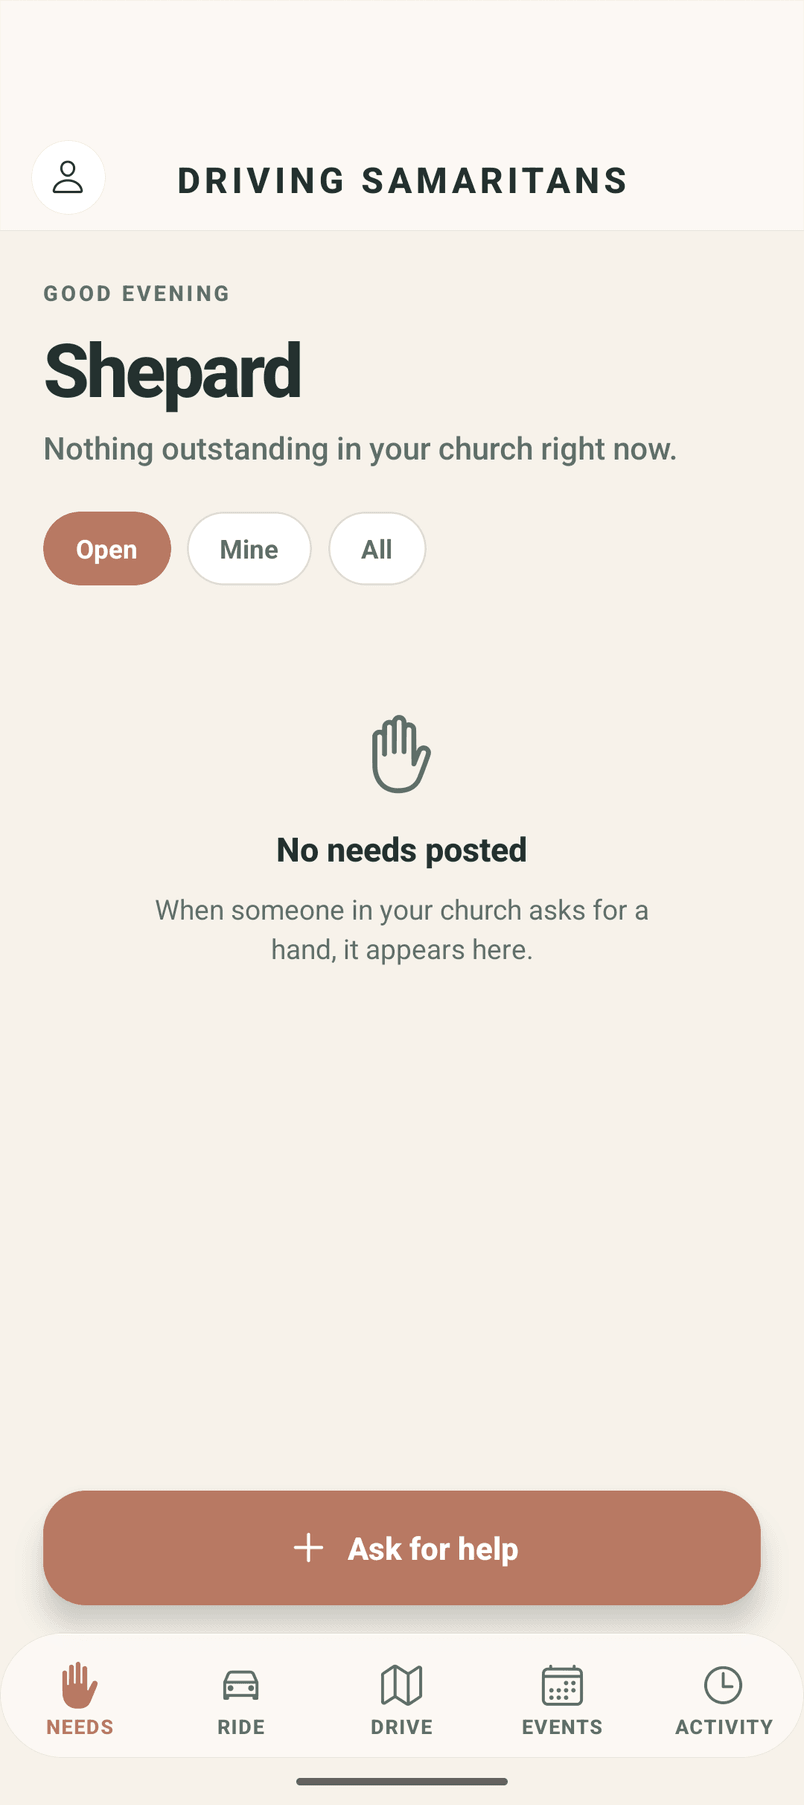 DRIVING SAMARITANS
GOOD EVENING
Shepard
Nothing outstanding in your church right now.
Open
Mine
All
No needs posted
When someone in your church asks for a
hand, it appears here.
Ask for help
NEEDS
RIDE
DRIVE
EVENTS
ACTIVITY